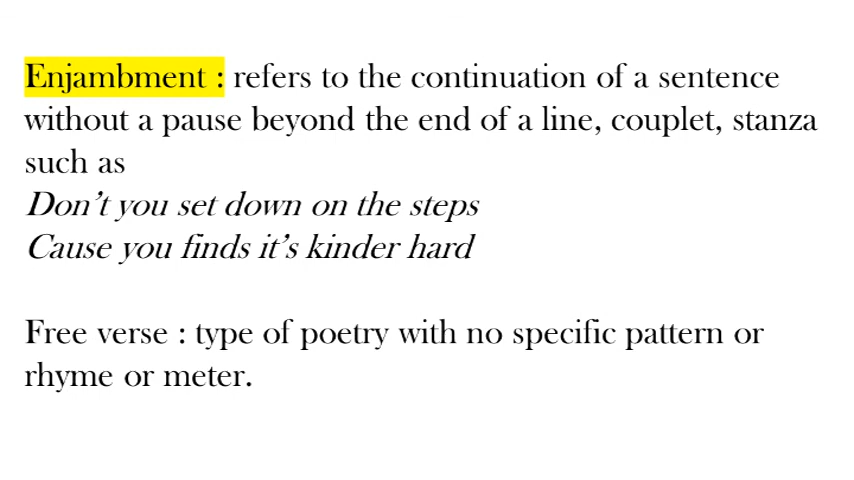 Enjambment : refers to the continuation of a sentence
without a pause beyond the end of a line, couplet, stanza
such as
Don’t you set down on the steps
Cause you finds it’s kinder hard
Free verse : type of poetry with no specific pattern or
rhyme or meter.